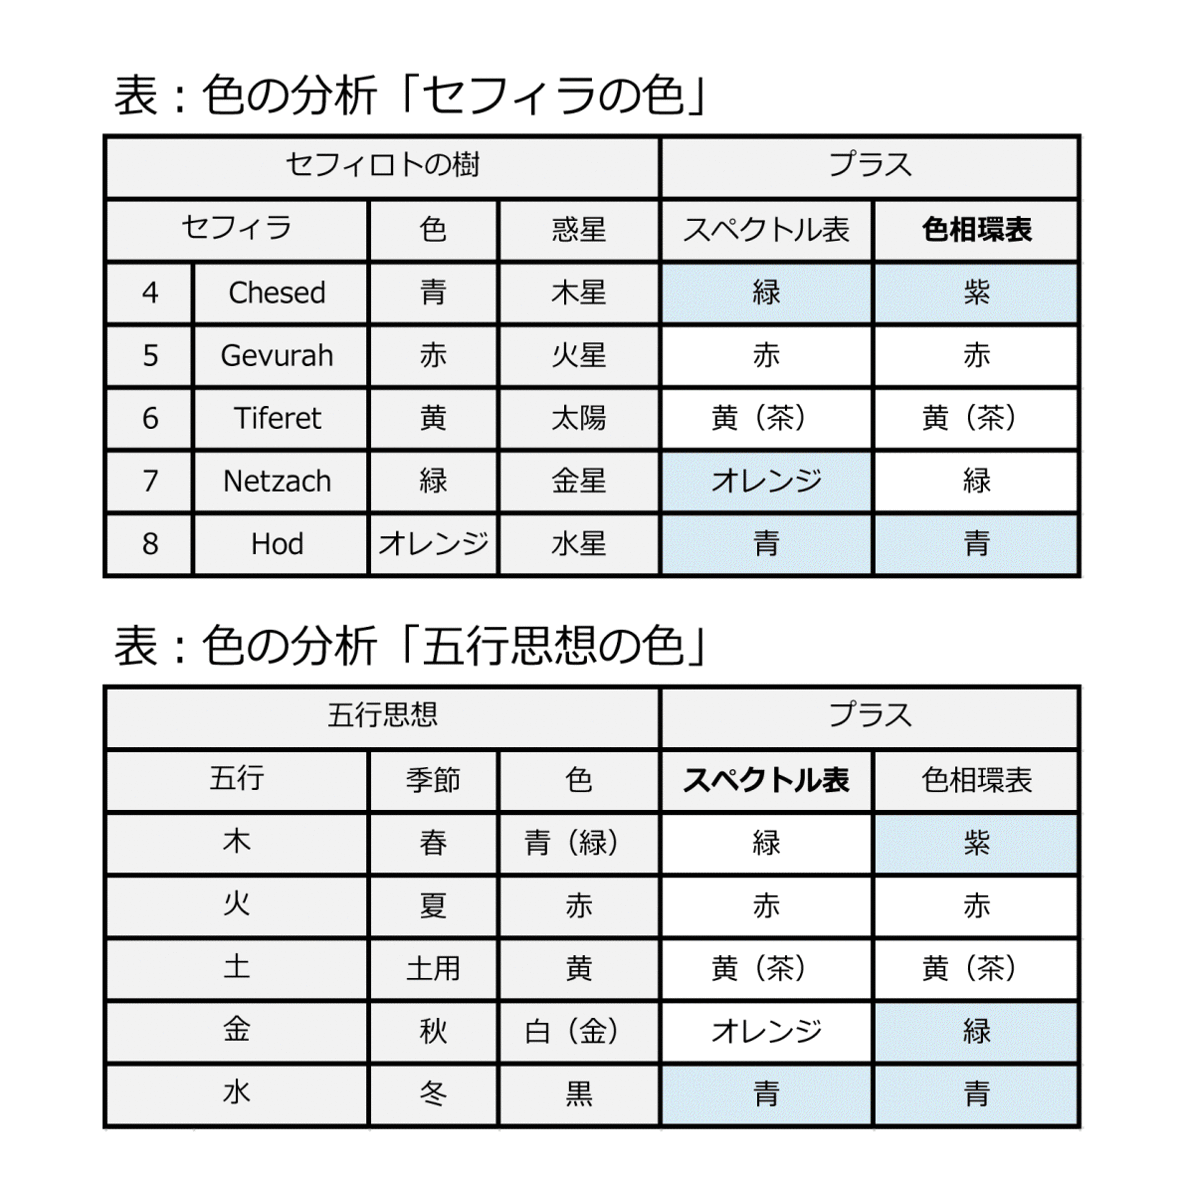 表：色の分析「セフィラの色」
セフィロトの樹 プラス
セフィラ 色 惑星 スペクトル表 色相環表
4 Chesed 青 木星 緑 紫
5 Gevurah 赤 火星 赤 赤
6 Tiferet 黄 太陽 黄（茶） 黄（茶）
7 Netzach 緑 金星 オレンジ 緑
8 Hod オレンジ 水星 青 青
表：色の分析「五行思想の色」
五行思想 プラス
五行 季節 色 スペクトル表 色相環表
木 春 青（緑） 緑 紫
火 夏 赤 赤 赤
土 土用 黄 黄（茶） 黄（茶）
金 秋 白（金） オレンジ 緑
水 冬 黒 青 青